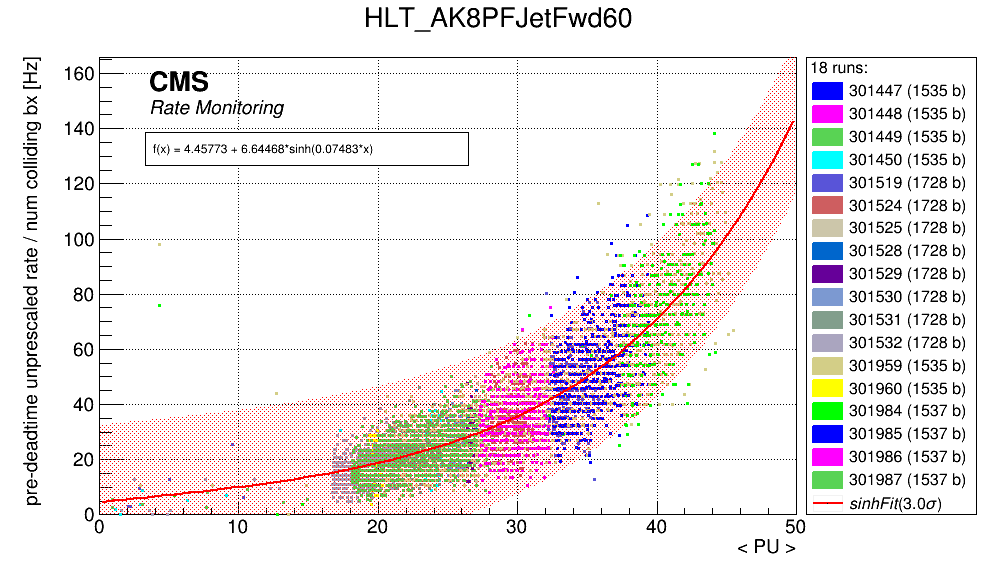 HLT_AK8PFJetFwd60
pre-deadtime unprescaled rate / num colliding bx [Hz]
CMS
Rate Monitoring
f(x) = 4.45773 + 6.64468*sinh(0.07483*x)
160
140
120
100
80
60
40
20
0
0 10 20 30 40 50
< PU >
18 runs:
301447 (1535 b)
301448 (1535 b)
301449 (1535 b)
301450 (1535 b)
301519 (1728 b)
301524 (1728 b)
301525 (1728 b)
301528 (1728 b)
301529 (1728 b)
301530 (1728 b)
301531 (1728 b)
301532 (1728 b)
301959 (1535 b)
301960 (1535 b)
301984 (1537 b)
301985 (1537 b)
301986 (1537 b)
301987 (1537 b)
sinhFit(3.0σ)